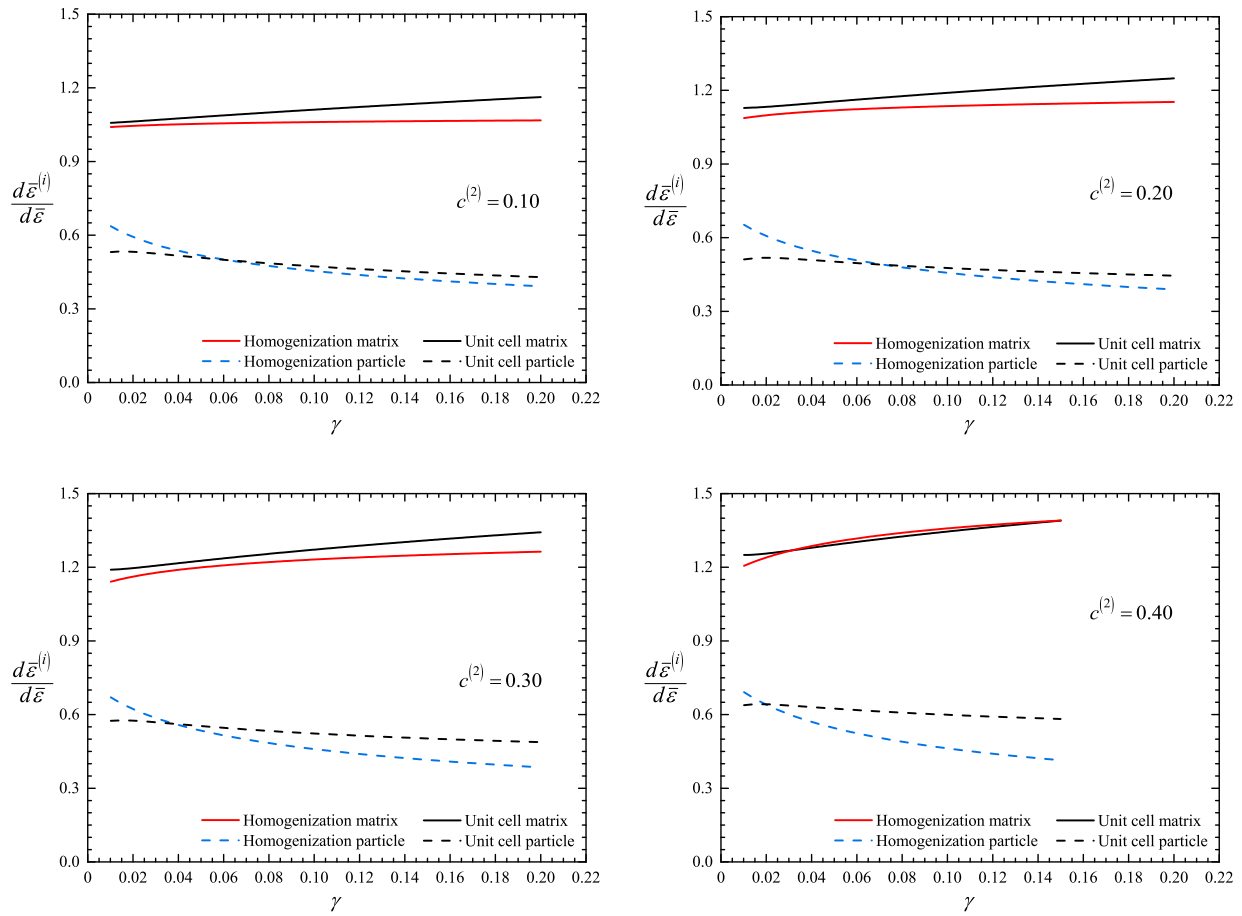 1.5
1.2
0.9
0.6
0.3
0.0
dε̄⁽ⁱ⁾
dε̄
c⁽²⁾ = 0.10
Homogenization matrix Unit cell matrix
Homogenization particle Unit cell particle
0 0.02 0.04 0.06 0.08 0.10 0.12 0.14 0.16 0.18 0.20 0.22
γ
1.5
1.2
0.9
0.6
0.3
0.0
dε̄⁽ⁱ⁾
dε̄
c⁽²⁾ = 0.20
Homogenization matrix Unit cell matrix
Homogenization particle Unit cell particle
0 0.02 0.04 0.06 0.08 0.10 0.12 0.14 0.16 0.18 0.20 0.22
γ
1.5
1.2
0.9
0.6
0.3
0.0
dε̄⁽ⁱ⁾
dε̄
c⁽²⁾ = 0.30
Homogenization matrix Unit cell matrix
Homogenization particle Unit cell particle
0 0.02 0.04 0.06 0.08 0.10 0.12 0.14 0.16 0.18 0.20 0.22
γ
1.5
1.2
0.9
0.6
0.3
0.0
dε̄⁽ⁱ⁾
dε̄
c⁽²⁾ = 0.40
Homogenization matrix Unit cell matrix
Homogenization particle Unit cell particle
0 0.02 0.04 0.06 0.08 0.10 0.12 0.14 0.16 0.18 0.20 0.22
γ